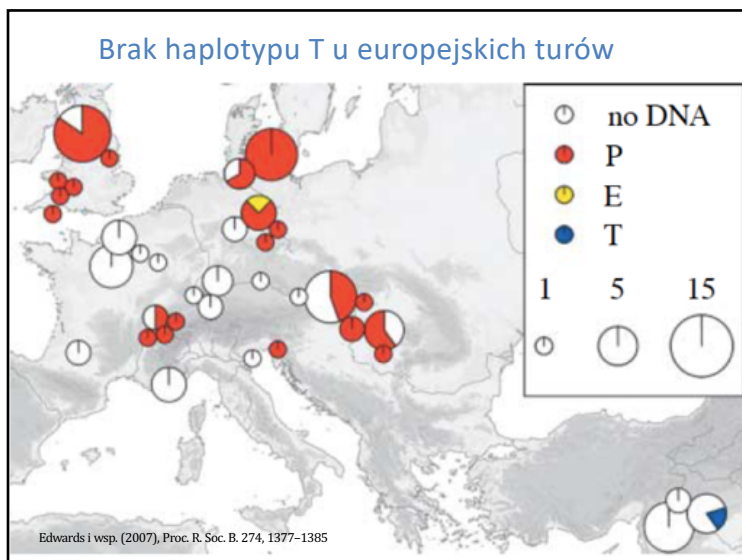 Brak haplotypu T u europejskich turów
no DNA
P
E
T
1 5 15
Edwards i wsp. (2007), Proc. R. Soc. B. 274, 1377–1385